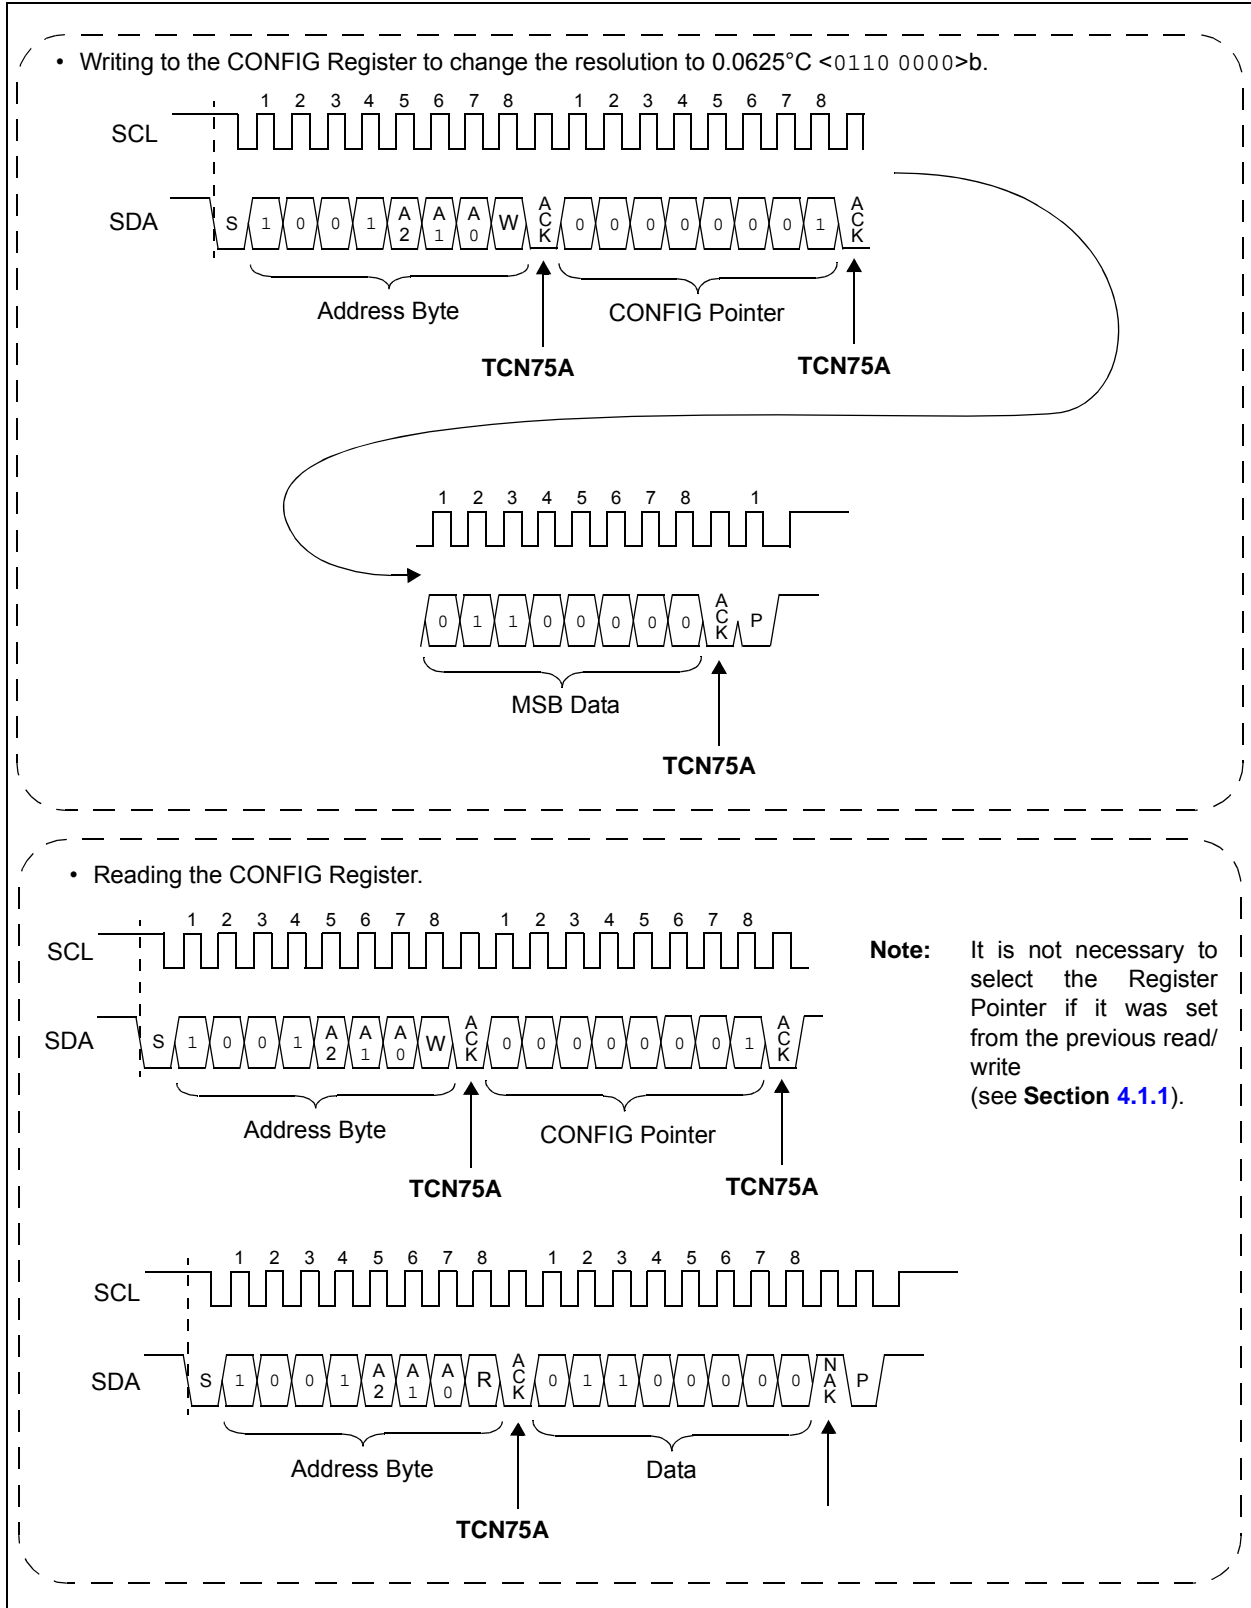 • Writing to the CONFIG Register to change the resolution to 0.0625°C <0110 0000>b.
1 2 3 4 5 6 7 8 1 2 3 4 5 6 7 8
SCL
SDA S 1 0 0 1 A2 A1 A0 W ACK 0 0 0 0 0 0 0 1 ACK
Address Byte CONFIG Pointer
TCN75A TCN75A
1 2 3 4 5 6 7 8 1
0 1 1 0 0 0 0 0 ACK P
MSB Data
TCN75A
• Reading the CONFIG Register.
1 2 3 4 5 6 7 8 1 2 3 4 5 6 7 8
SCL
SDA S 1 0 0 1 A2 A1 A0 W ACK 0 0 0 0 0 0 0 1 ACK
Address Byte CONFIG Pointer
TCN75A TCN75A
Note: It is not necessary to
select the Register
Pointer if it was set
from the previous read/
write
(see Section 4.1.1).
1 2 3 4 5 6 7 8 1 2 3 4 5 6 7 8
SCL
SDA S 1 0 0 1 A2 A1 A0 R ACK 0 1 1 0 0 0 0 0 NAK P
Address Byte Data
TCN75A